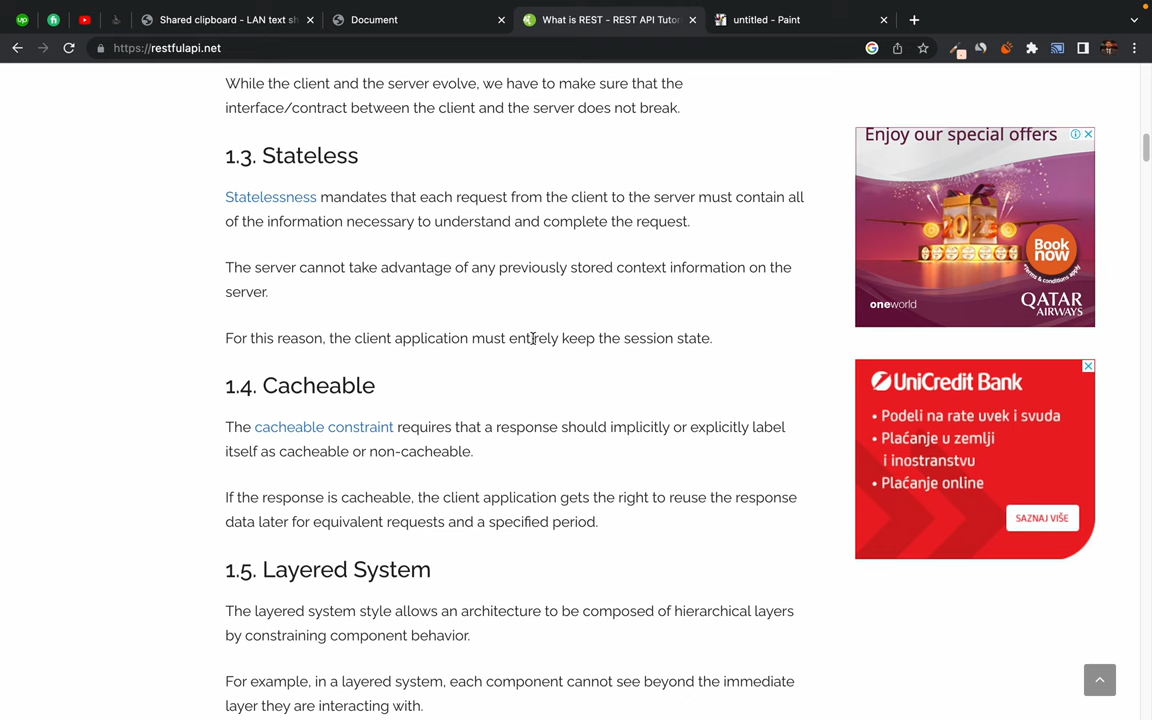 Shared clipboard - LAN text sh
Document
What is REST - REST API Tutor
untitled - Paint
https://restfulapi.net
While the client and the server evolve, we have to make sure that the
interface/contract between the client and the server does not break.
1.3. Stateless
Statelessness mandates that each request from the client to the server must contain all
of the information necessary to understand and complete the request.
The server cannot take advantage of any previously stored context information on the
server.
For this reason, the client application must entirely keep the session state.
1.4. Cacheable
The cacheable constraint requires that a response should implicitly or explicitly label
itself as cacheable or non-cacheable.
If the response is cacheable, the client application gets the right to reuse the response
data later for equivalent requests and a specified period.
1.5. Layered System
The layered system style allows an architecture to be composed of hierarchical layers
by constraining component behavior.
For example, in a layered system, each component cannot see beyond the immediate
layer they are interacting with.
Enjoy our special offers
2023
Book
now
*Terms & conditions apply
oneworld
QATAR
AIRWAYS
UniCredit Bank
• Podeli na rate uvek i svuda
• Plaćanje u zemlji
i inostranstvu
• Plaćanje online
SAZNAJ VIŠE